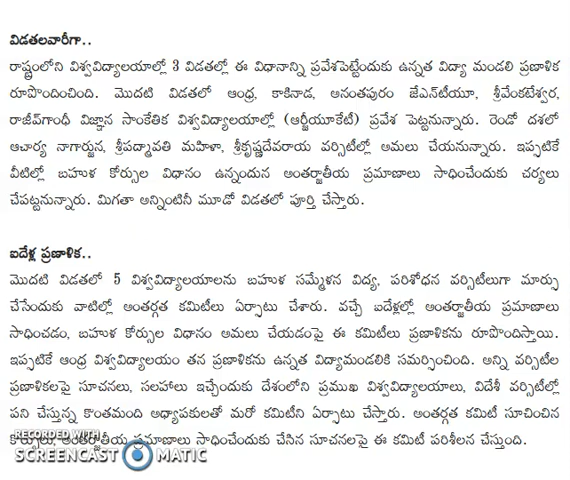 విడతలవారీగా..
రాష్ట్రంలోని విశ్వవిద్యాలయాల్లో 3 విడతల్లో ఈ విధానాన్ని ప్రవేశపెట్టేందుకు ఉన్నత విద్యా మండలి ప్రణాళిక
రూపొందించింది. మొదటి విడతలో ఆంధ్ర, కాకినాడ, అనంతపురం జేఎన్‌టీయూ, శ్రీవేంకటేశ్వర,
రాజీవ్‌గాంధీ విజ్ఞాన సాంకేతిక విశ్వవిద్యాలయాల్లో (ఆర్జీయూకేటీ) ప్రవేశ పెట్టనున్నారు. రెండో దశలో
ఆచార్య నాగార్జున, శ్రీపద్మావతి మహిళా, శ్రీకృష్ణదేవరాయ వర్సిటీల్లో అమలు చేయనున్నారు. ఇప్పటికే
వీటిల్లో బహుళ కోర్సుల విధానం ఉన్నందున అంతర్జాతీయ ప్రమాణాలు సాధించేందుకు చర్యలు
చేపట్టనున్నారు. మిగతా అన్నింటినీ మూడో విడతలో పూర్తి చేస్తారు.
ఐదేళ్ల ప్రణాళిక..
మొదటి విడతలో 5 విశ్వవిద్యాలయాలను బహుళ సమ్మేళన విద్య, పరిశోధన వర్సిటీలుగా మార్పు
చేసేందుకు వాటిల్లో అంతర్గత కమిటీలు ఏర్పాటు చేశారు. వచ్చే ఐదేళ్లల్లో అంతర్జాతీయ ప్రమాణాలు
సాధించడం, బహుళ కోర్సుల విధానం అమలు చేయడంపై ఈ కమిటీలు ప్రణాళికను రూపొందిస్తాయి.
ఇప్పటికే ఆంధ్ర విశ్వవిద్యాలయం తన ప్రణాళికను ఉన్నత విద్యామండలికి సమర్పించింది. అన్ని వర్సిటీల
ప్రణాళికలపై సూచనలు, సలహాలు ఇచ్చేందుకు దేశంలోని ప్రముఖ విశ్వవిద్యాలయాలు, విదేశీ వర్సిటీల్లో
పని చేస్తున్న కొంతమంది అధ్యాపకులతో మరో కమిటీని ఏర్పాటు చేస్తారు. అంతర్గత కమిటీ సూచించిన
కోర్సులు, అంతర్జాతీయ ప్రమాణాలు సాధించేందుకు చేసిన సూచనలపై ఈ కమిటీ పరిశీలన చేస్తుంది.
RECORDED WITH
SCREENCAST MATIC